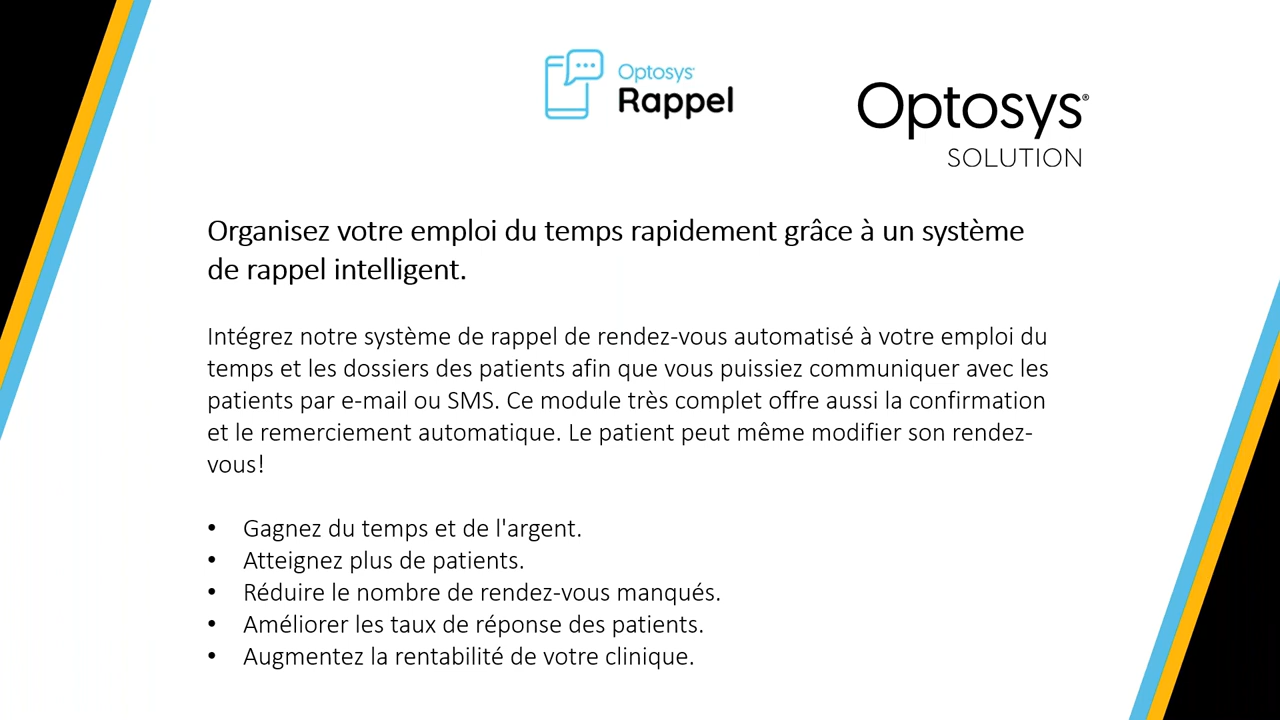 Optosys®
Rappel
Optosys®
SOLUTION
Organisez votre emploi du temps rapidement grâce à un système
de rappel intelligent.
Intégrez notre système de rappel de rendez-vous automatisé à votre emploi du
temps et les dossiers des patients afin que vous puissiez communiquer avec les
patients par e-mail ou SMS. Ce module très complet offre aussi la confirmation
et le remerciement automatique. Le patient peut même modifier son rendez-
vous!
• Gagnez du temps et de l'argent.
• Atteignez plus de patients.
• Réduire le nombre de rendez-vous manqués.
• Améliorer les taux de réponse des patients.
• Augmentez la rentabilité de votre clinique.